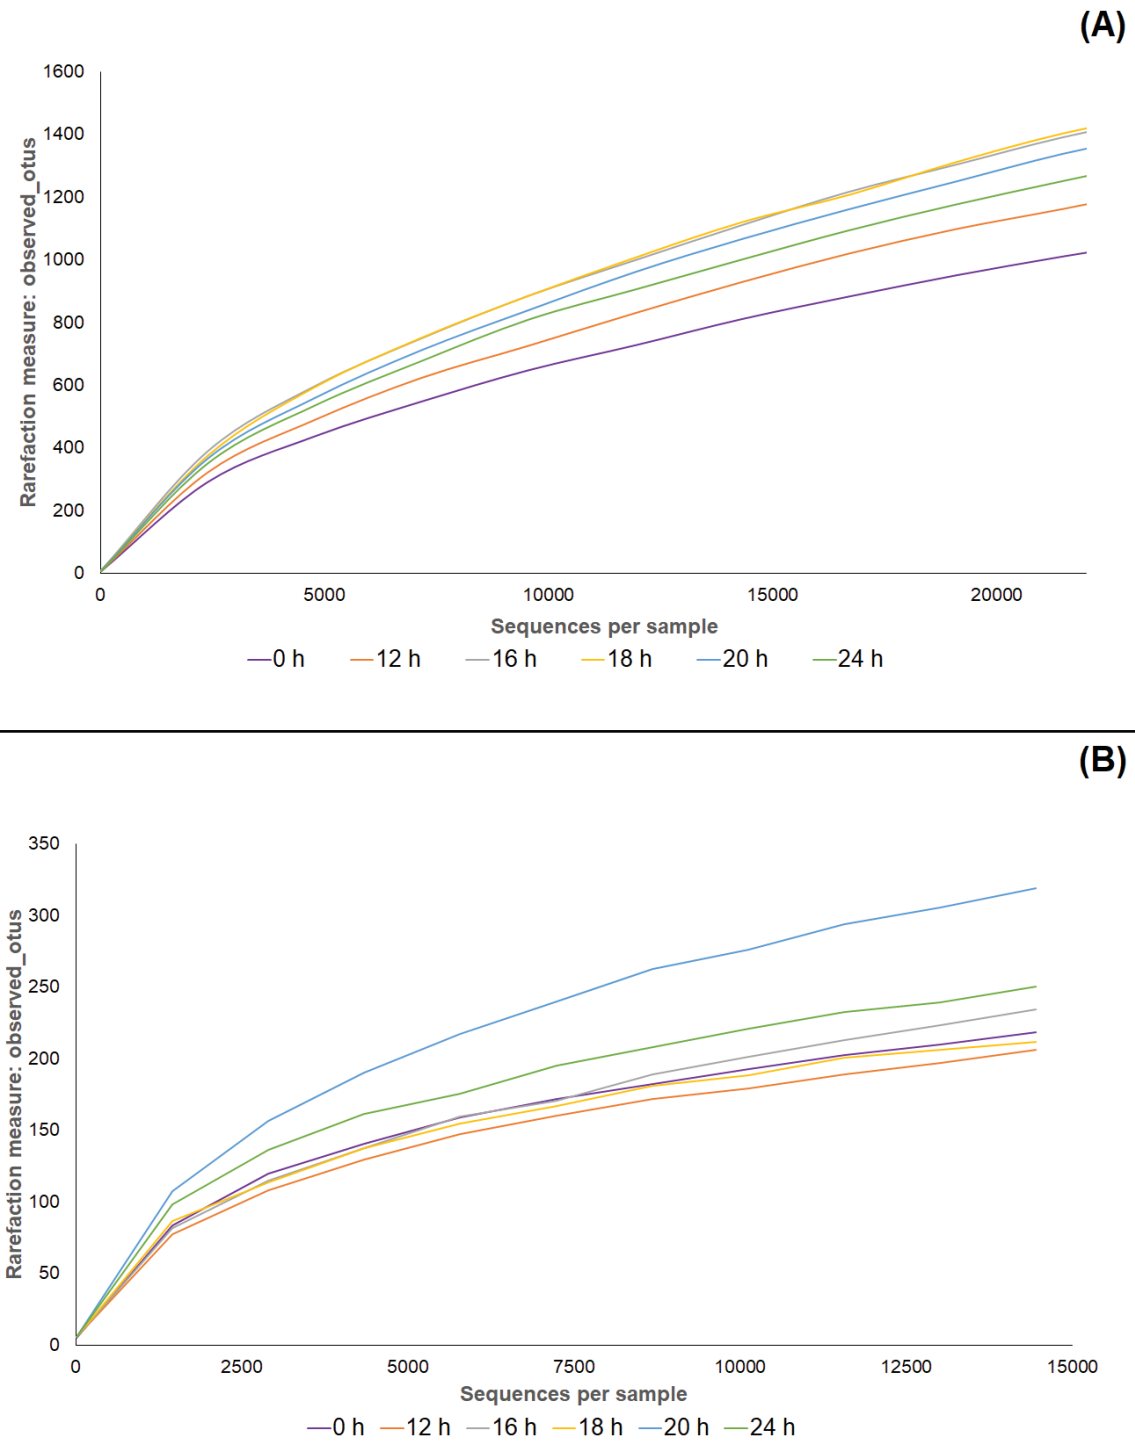 (A)
1600
1400
1200
1000
800
600
400
200
0
Rarefaction measure: observed_otus
0 5000 10000 15000 20000
Sequences per sample
0 h 12 h 16 h 18 h 20 h 24 h
(B)
350
300
250
200
150
100
50
0
Rarefaction measure: observed_otus
0 2500 5000 7500 10000 12500 15000
Sequences per sample
0 h 12 h 16 h 18 h 20 h 24 h